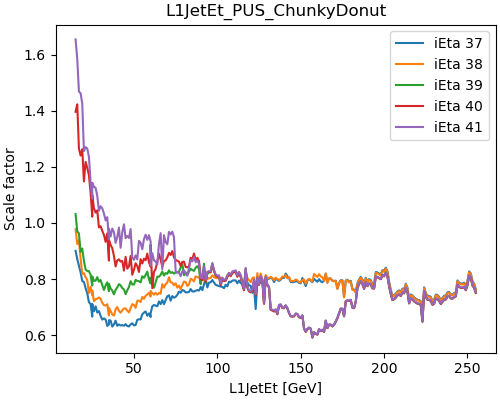 L1JetEt_PUS_ChunkyDonut
Scale factor
1.6
1.4
1.2
1.0
0.8
0.6
iEta 37
iEta 38
iEta 39
iEta 40
iEta 41
50
100
150
200
250
L1JetEt [GeV]